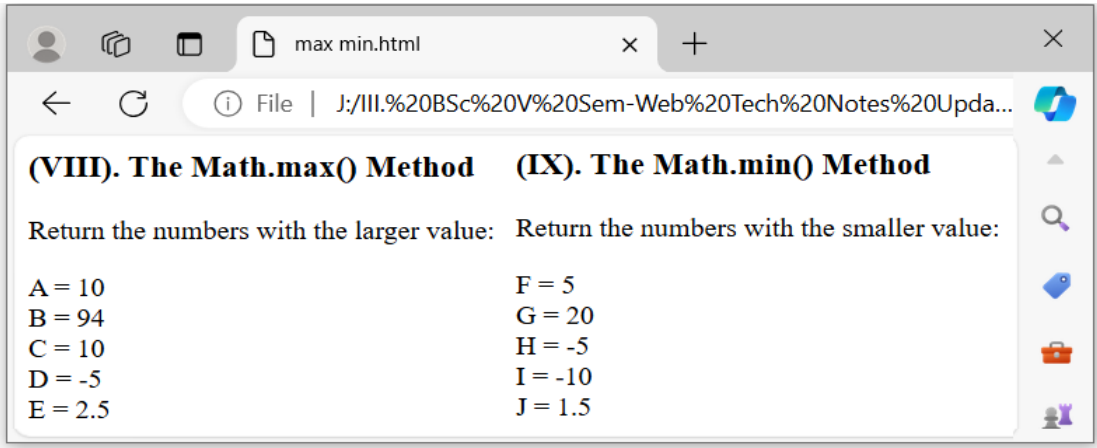 max min.html
File | J:/III.%20BSc%20V%20Sem-Web%20Tech%20Notes%20Upda...
(VIII). The Math.max() Method
Return the numbers with the larger value:
A = 10
B = 94
C = 10
D = -5
E = 2.5
(IX). The Math.min() Method
Return the numbers with the smaller value:
F = 5
G = 20
H = -5
I = -10
J = 1.5